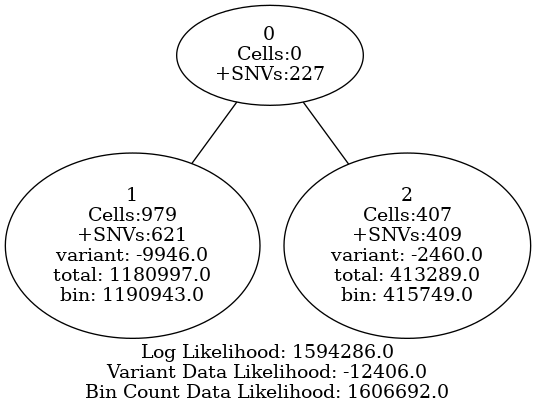 0
Cells:0
+SNVs:227
1
Cells:979
+SNVs:621
variant: -9946.0
total: 1180997.0
bin: 1190943.0
2
Cells:407
+SNVs:409
variant: -2460.0
total: 413289.0
bin: 415749.0
Log Likelihood: 1594286.0
Variant Data Likelihood: -12406.0
Bin Count Data Likelihood: 1606692.0